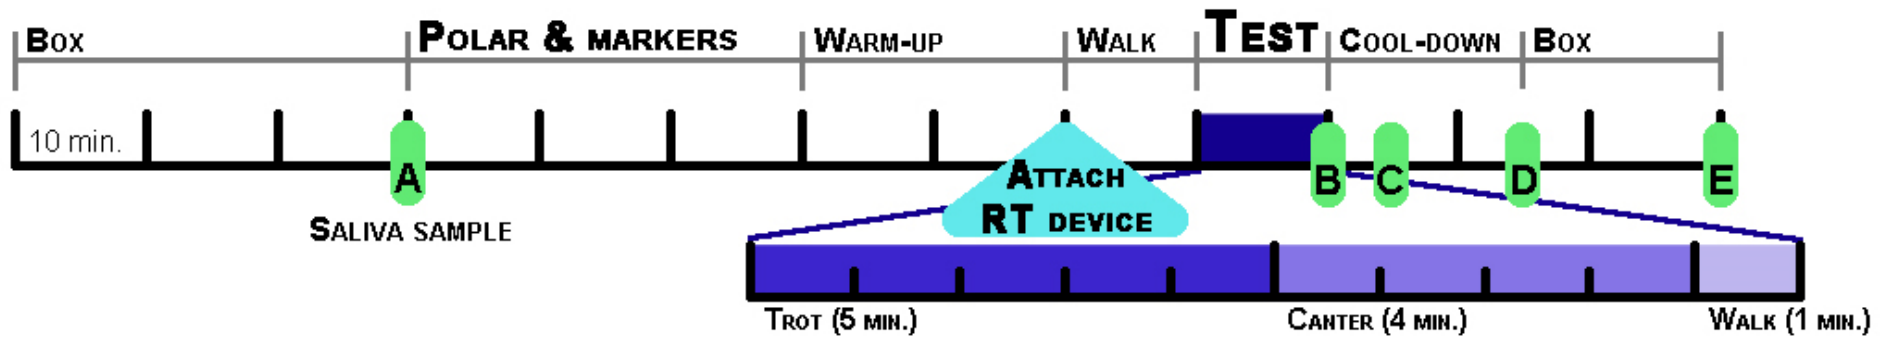 Box
Polar & markers
Warm-up
Walk
Test
Cool-down
Box
10 min.
A
Attach
RT device
B
C
D
E
Saliva sample
Trot (5 min.)
Canter (4 min.)
Walk (1 min.)